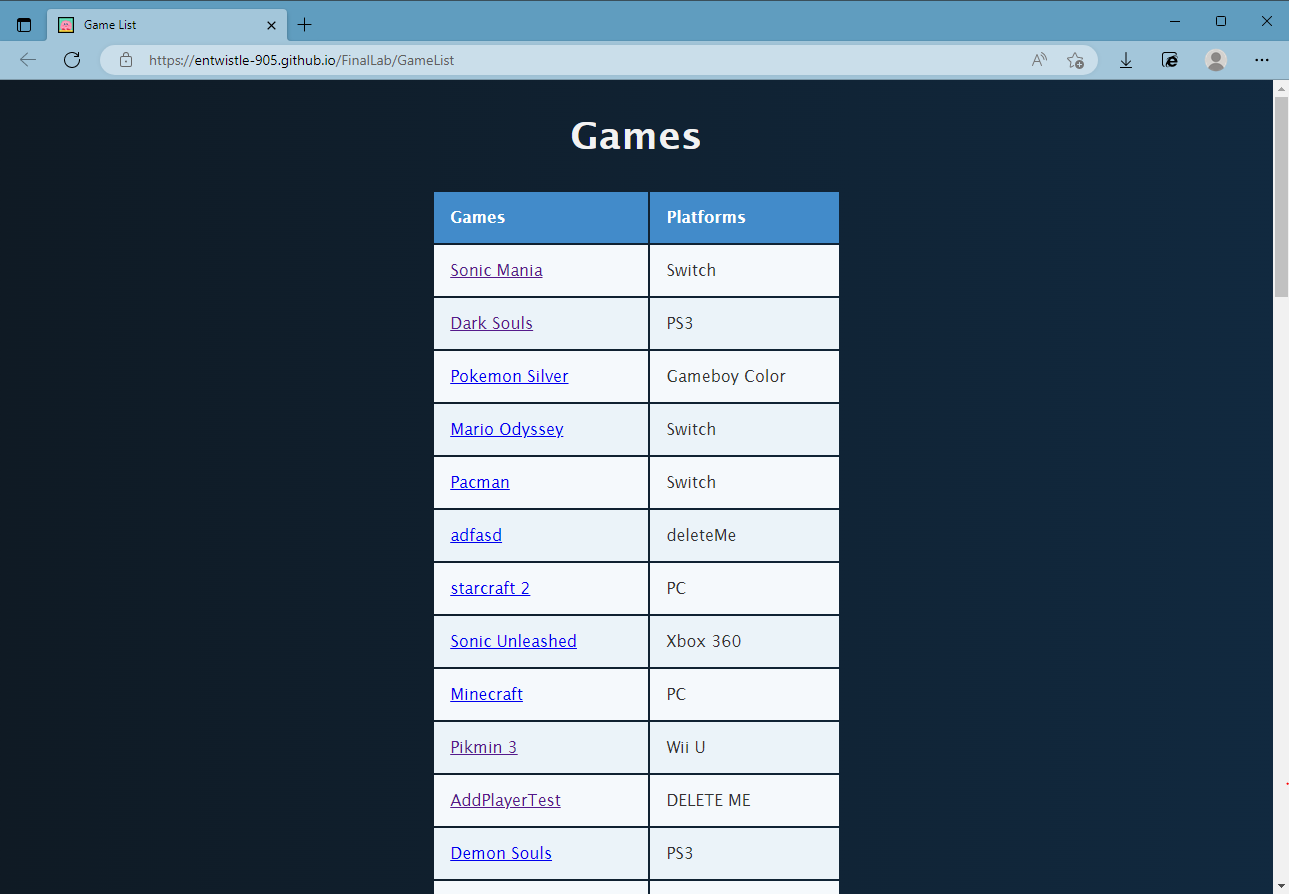 Game List
https://entwistle-905.github.io/FinalLab/GameList
Games
Games Platforms
Sonic Mania Switch
Dark Souls PS3
Pokemon Silver Gameboy Color
Mario Odyssey Switch
Pacman Switch
adfasd deleteMe
starcraft 2 PC
Sonic Unleashed Xbox 360
Minecraft PC
Pikmin 3 Wii U
AddPlayerTest DELETE ME
Demon Souls PS3